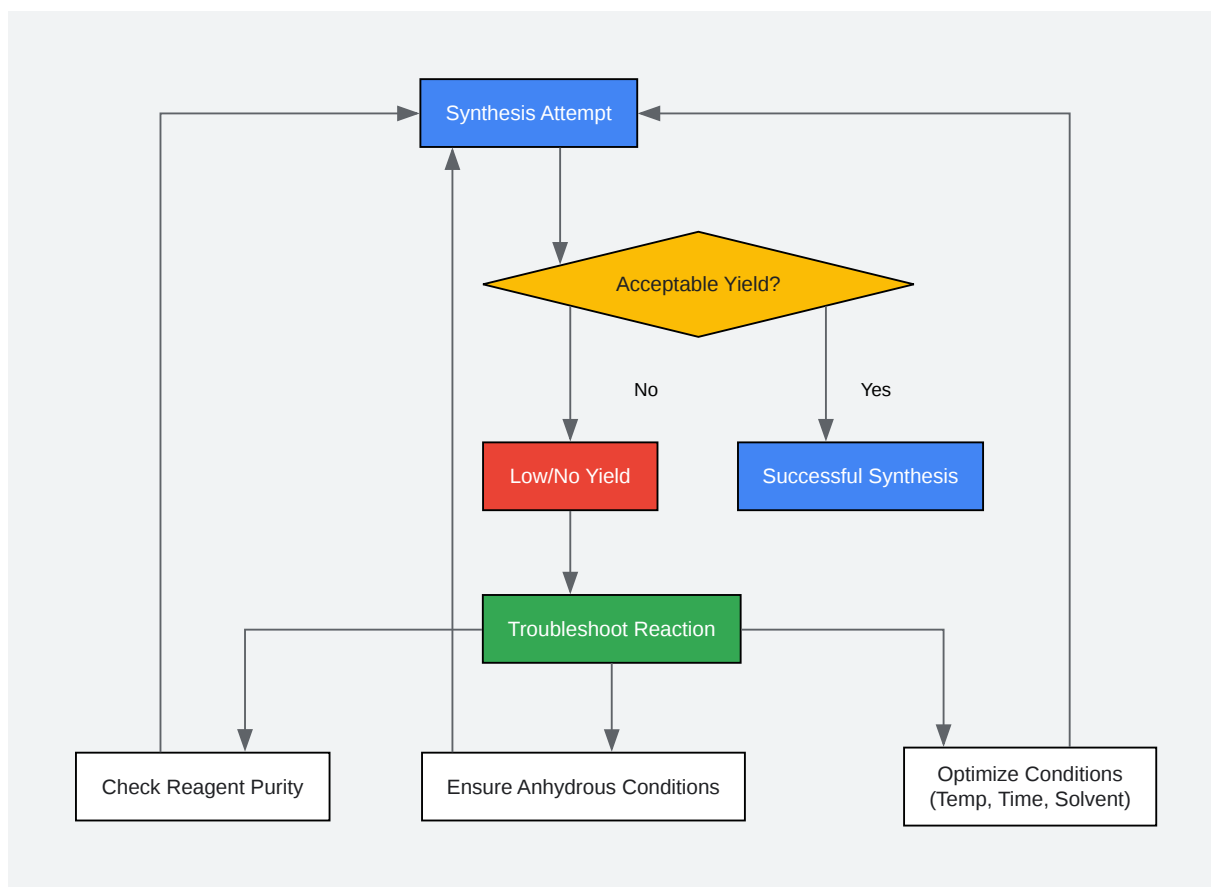 Synthesis Attempt
Acceptable Yield?
No
Yes
Low/No Yield
Successful Synthesis
Troubleshoot Reaction
Check Reagent Purity
Ensure Anhydrous Conditions
Optimize Conditions
(Temp, Time, Solvent)